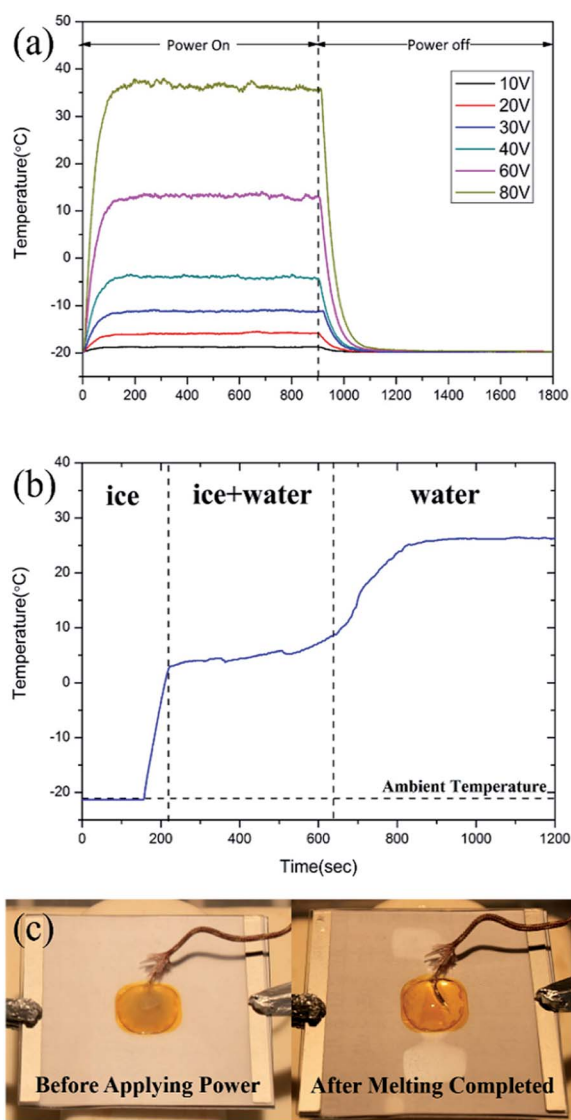 (a)
Power On
Power off
50
40
30
20
10
0
-10
-20
Temperature(°C)
10V
20V
30V
40V
60V
80V
0 200 400 600 800 1000 1200 1400 1600 1800
(b)
ice
ice+water
water
40
30
20
10
0
-10
-20
Temperature(°C)
Ambient Temperature
0 200 400 600 800 1000 1200
Time(sec)
(c)
Before Applying Power
After Melting Completed